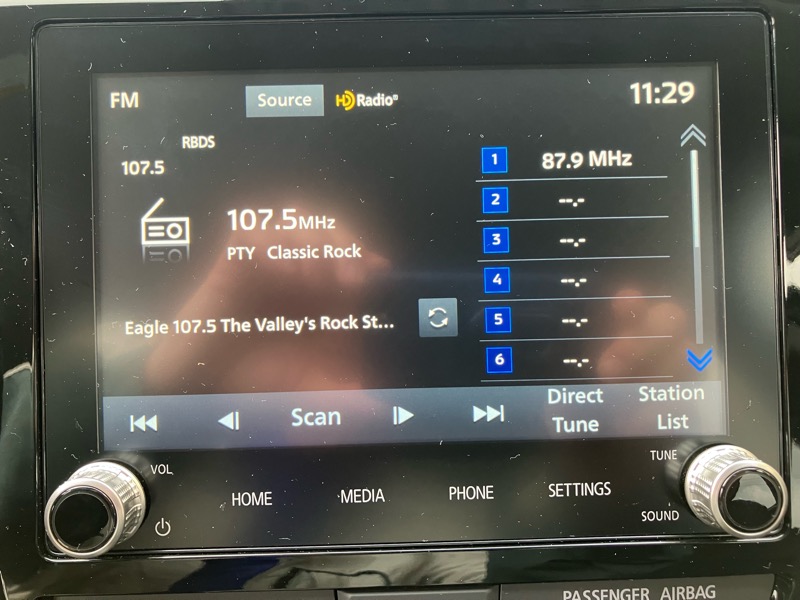 FM Source HD Radio® 11:29
RBDS
107.5
107.5 MHz
PTY Classic Rock
Eagle 107.5 The Valley's Rock St...
1 87.9 MHz
2 --.-
3 --.-
4 --.-
5 --.-
6 --.-
Scan
Direct Tune
Station List
VOL
TUNE
HOME MEDIA PHONE SETTINGS
SOUND
PASSENGER AIRBAG